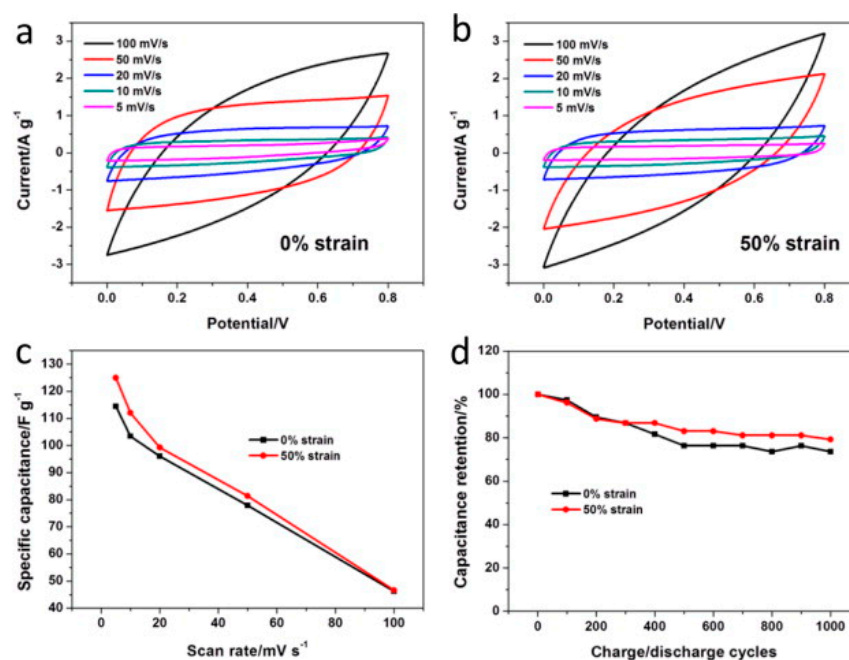 a
3
2
1
0
-1
-2
-3
Current/A g⁻¹
100 mV/s
50 mV/s
20 mV/s
10 mV/s
5 mV/s
0% strain
0.0 0.2 0.4 0.6 0.8
Potential/V
b
3
2
1
0
-1
-2
-3
Current/A g⁻¹
100 mV/s
50 mV/s
20 mV/s
10 mV/s
5 mV/s
50% strain
0.0 0.2 0.4 0.6 0.8
Potential/V
c
130
120
110
100
90
80
70
60
50
40
Specific capacitance/F g⁻¹
0% strain
50% strain
0 20 40 60 80 100
Scan rate/mV s⁻¹
d
120
100
80
60
40
20
0
Capacitance retention/%
0% strain
50% strain
0 200 400 600 800 1000
Charge/discharge cycles